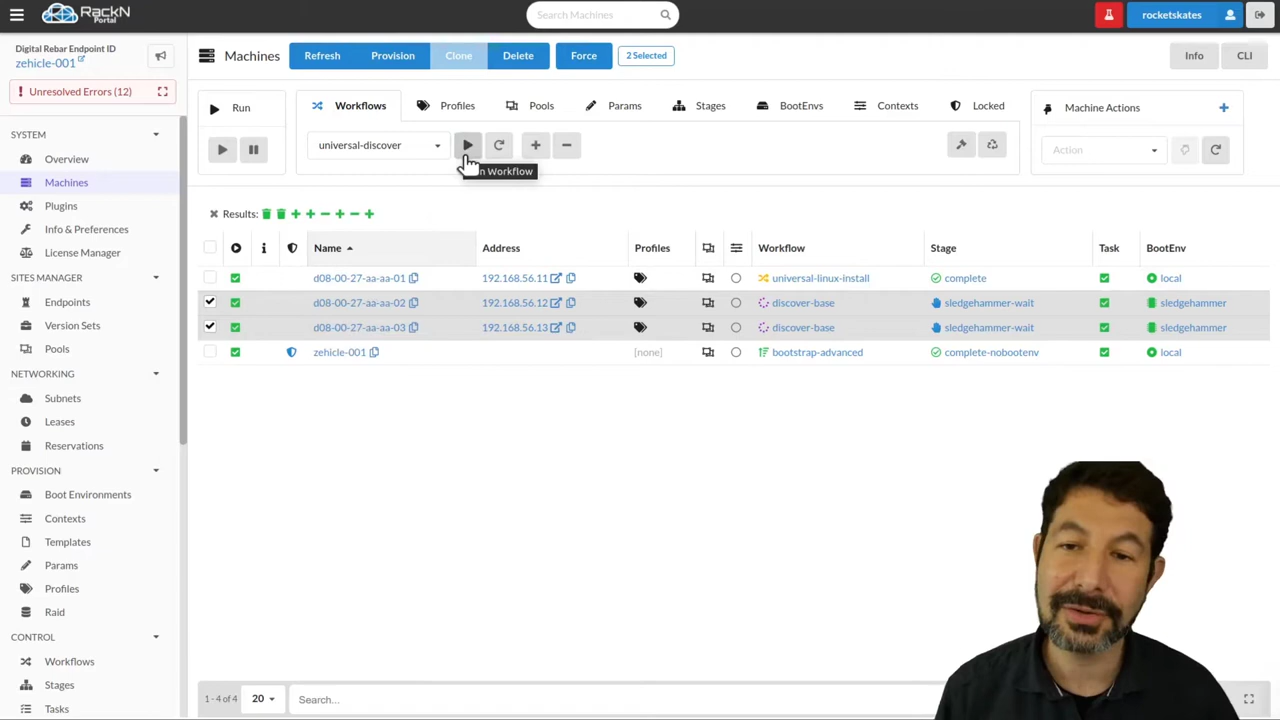 RACKN
Portal
Search Machines
rocketskates
Digital Rebar Endpoint ID
zehicle-001
Unresolved Errors (12)
SYSTEM
Overview
Machines
Plugins
Info & Preferences
License Manager
SITES MANAGER
Endpoints
Version Sets
Pools
NETWORKING
Subnets
Leases
Reservations
PROVISION
Boot Environments
Contexts
Templates
Params
Profiles
Raid
CONTROL
Workflows
Stages
Tasks
Machines
Refresh Provision Clone Delete Force 2 Selected
Info CLI
Run
Workflows Profiles Pools Params Stages BootEnvs Contexts Locked
universal-discover
Workflow
Machine Actions
Action
Results:
Name Address Profiles Workflow Stage Task BootEnv
d08-00-27-aa-aa-01 192.168.56.11 universal-linux-install complete local
d08-00-27-aa-aa-02 192.168.56.12 discover-base sledgehammer-wait sledgehammer
d08-00-27-aa-aa-03 192.168.56.13 discover-base sledgehammer-wait sledgehammer
zehicle-001 [none] bootstrap-advanced complete-nobootenv local
1 - 4 of 4 20 Search...